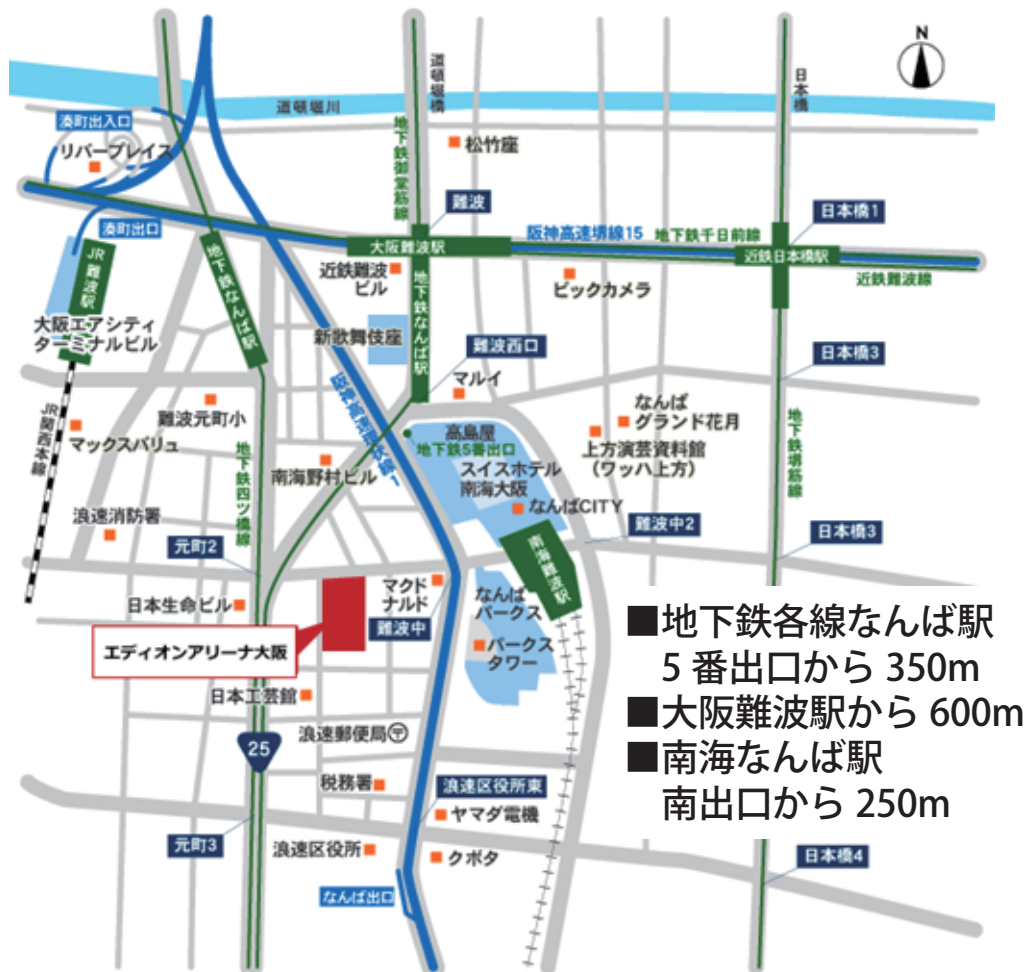 N
道頓堀橋
日本橋
道頓堀川
湊町出入口
リバープレイス
地下鉄御堂筋線
松竹座
難波
日本橋1
湊町出口
大阪難波駅
阪神高速堺線15
地下鉄千日前線
近鉄日本橋駅
近鉄難波線
JR難波駅
地下鉄なんば駅
近鉄難波
ビル
地下鉄なんば駅
ビックカメラ
大阪エアシティ
ターミナルビル
新歌舞伎座
難波西口
日本橋3
阪神高速環状線1
マルイ
JR関西本線
マックスバリュ
難波元町小
高島屋
地下鉄5番出口
なんば
グランド花月
地下鉄堺筋線
上方演芸資料館
（ワッハ上方）
地下鉄四ツ橋線
南海野村ビル
スイスホテル
南海大阪
なんばCITY
浪速消防署
難波中2
日本橋3
元町2
南海難波駅
日本生命ビル
マクド
ナルド
難波中
なんば
パークス
パークス
タワー
エディオンアリーナ大阪
■地下鉄各線なんば駅
5 番出口から 350m
■大阪難波駅から 600m
■南海なんば駅
南出口から 250m
日本工芸館
25
浪速郵便局〶
税務署
浪速区役所東
ヤマダ電機
元町3
浪速区役所
クボタ
日本橋4
なんば出口